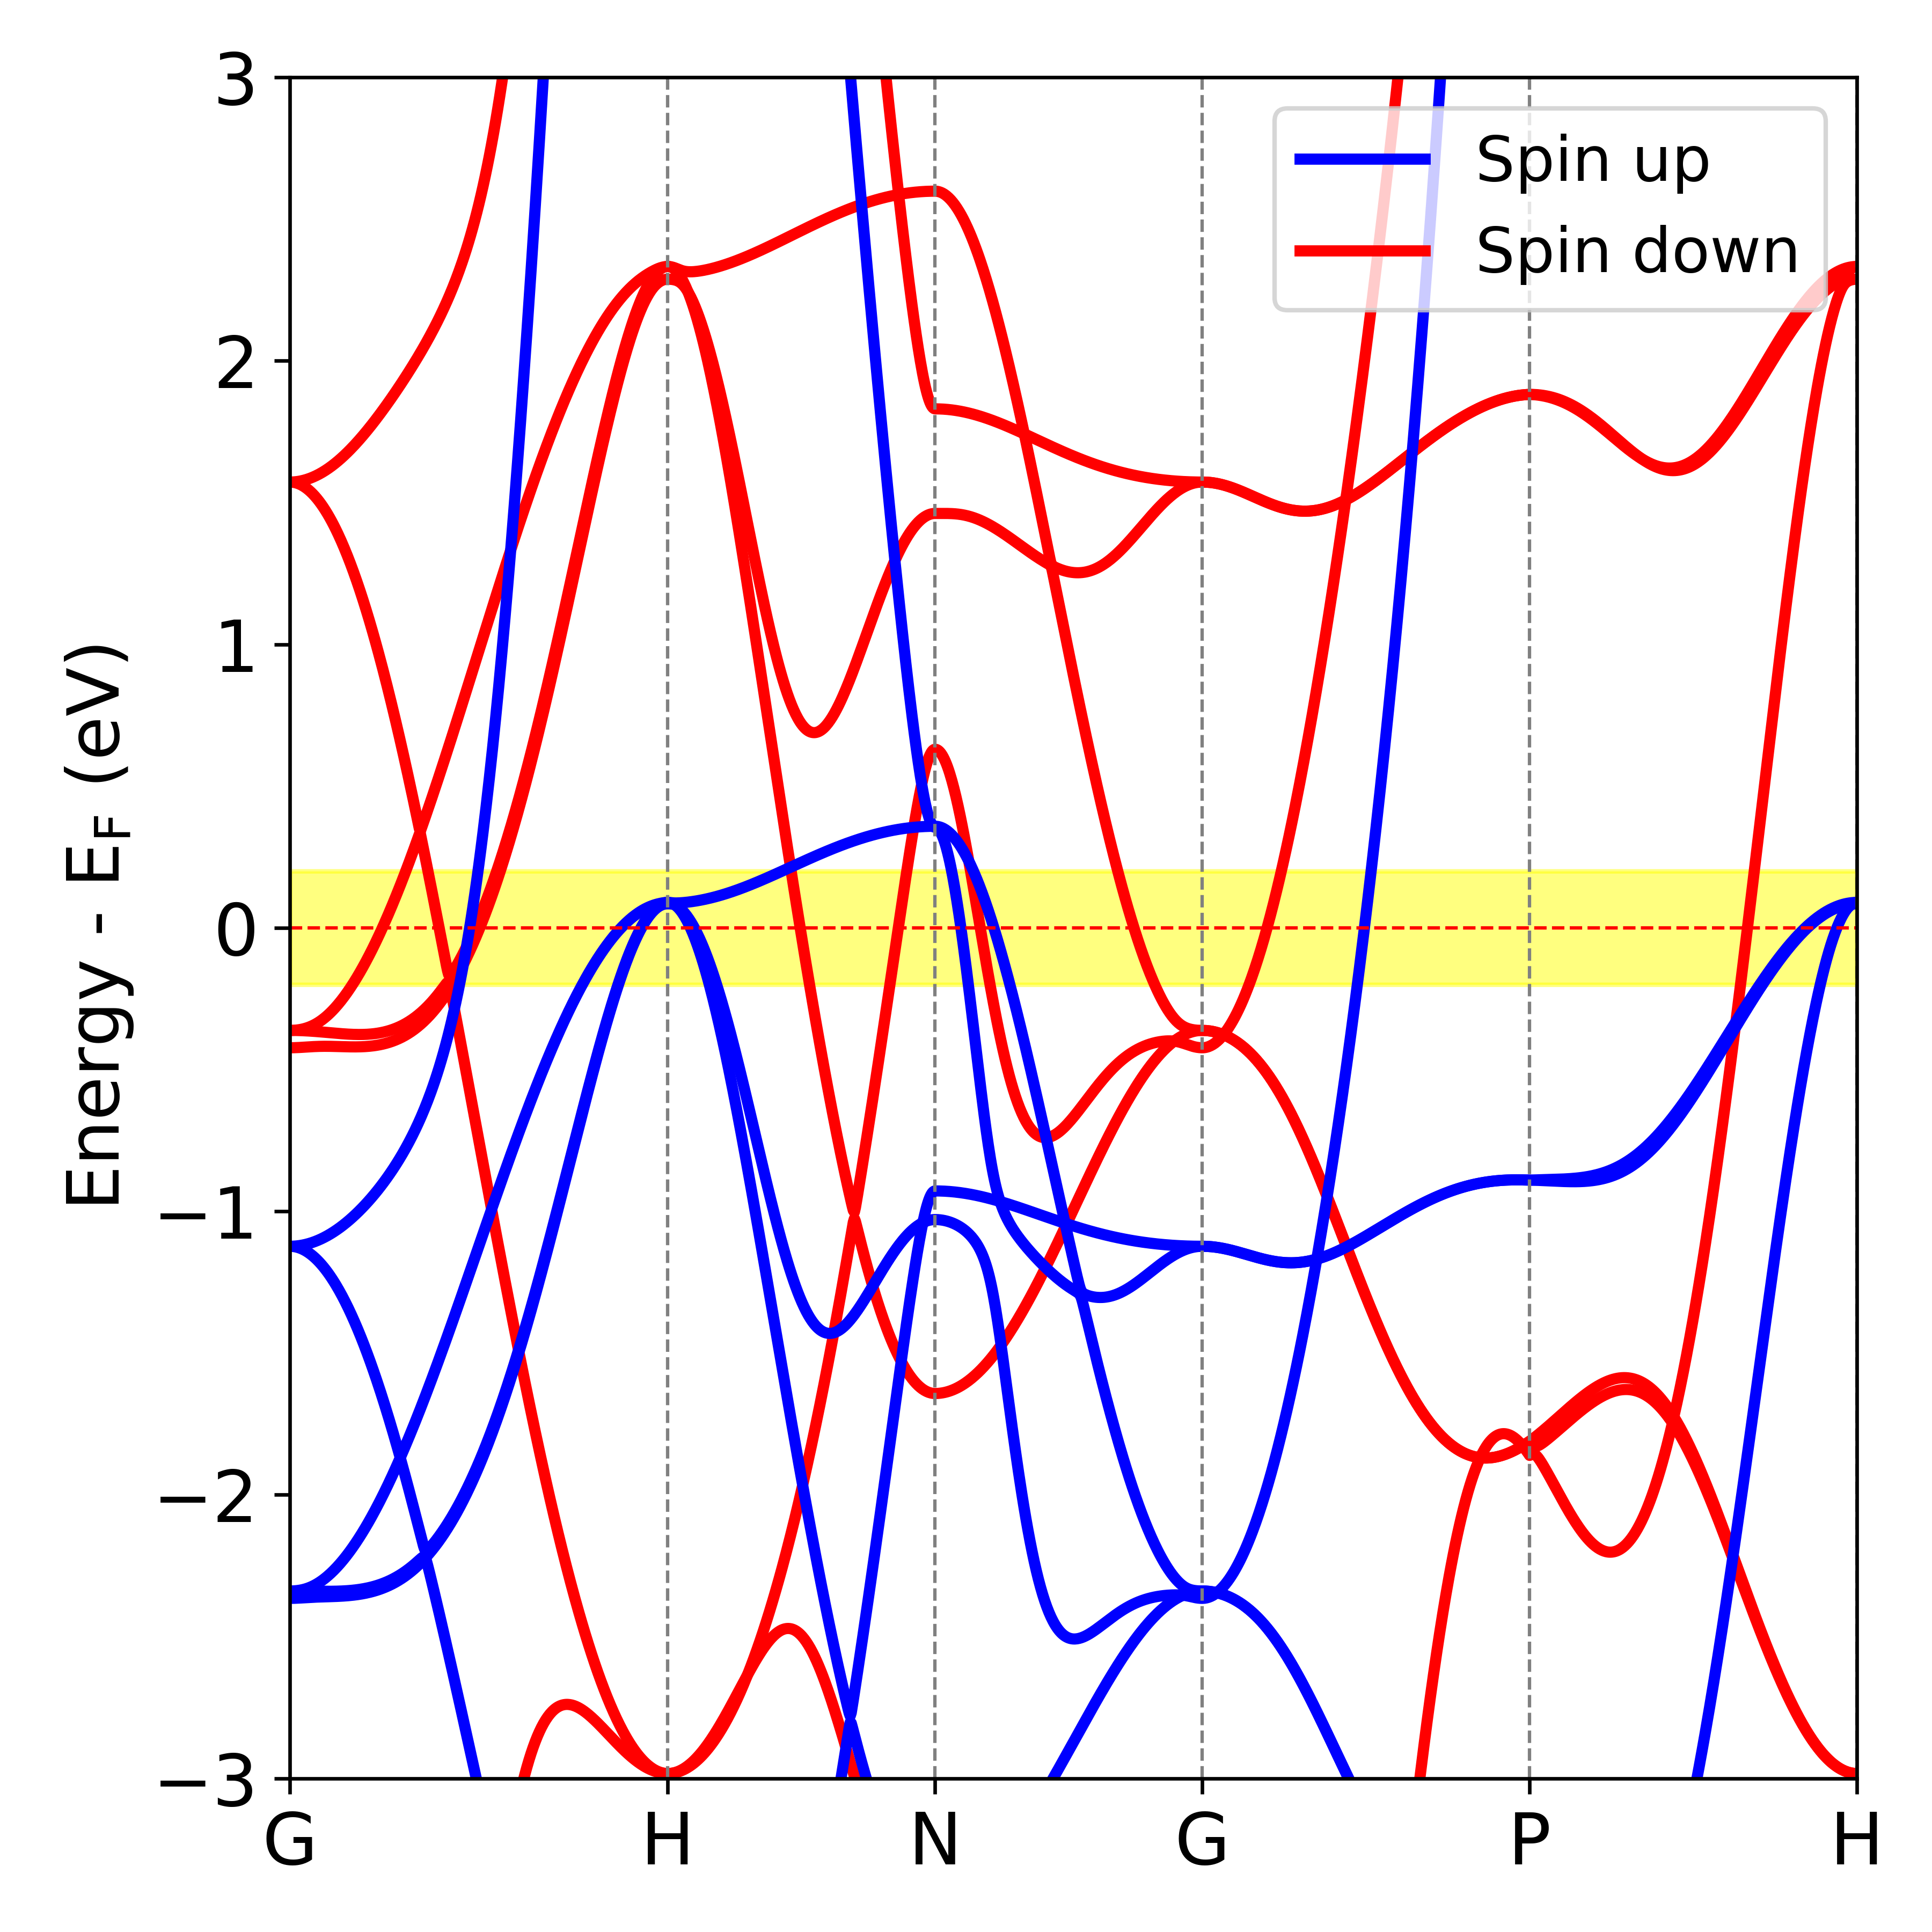 Energy - E_F (eV)
3
2
1
0
−1
−2
−3
Spin up
Spin down
G H N G P H